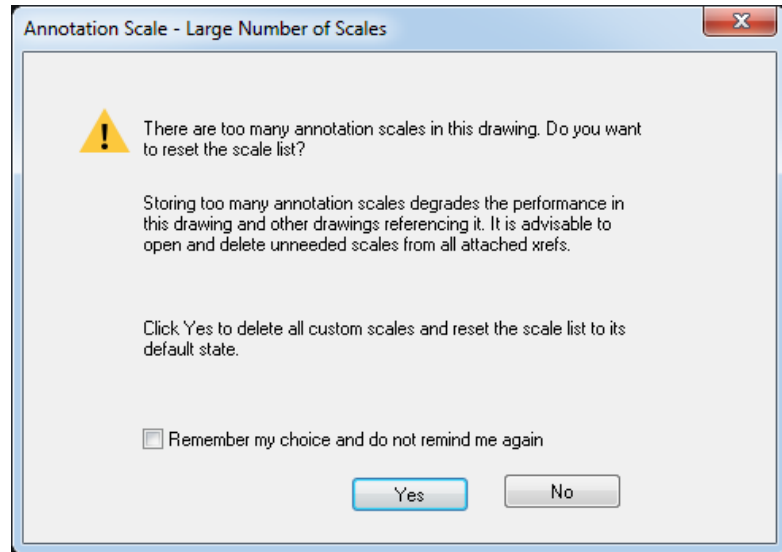 Annotation Scale - Large Number of Scales
There are too many annotation scales in this drawing. Do you want
to reset the scale list?
Storing too many annotation scales degrades the performance in
this drawing and other drawings referencing it. It is advisable to
open and delete unneeded scales from all attached xrefs.
Click Yes to delete all custom scales and reset the scale list to its
default state.
Remember my choice and do not remind me again
Yes No